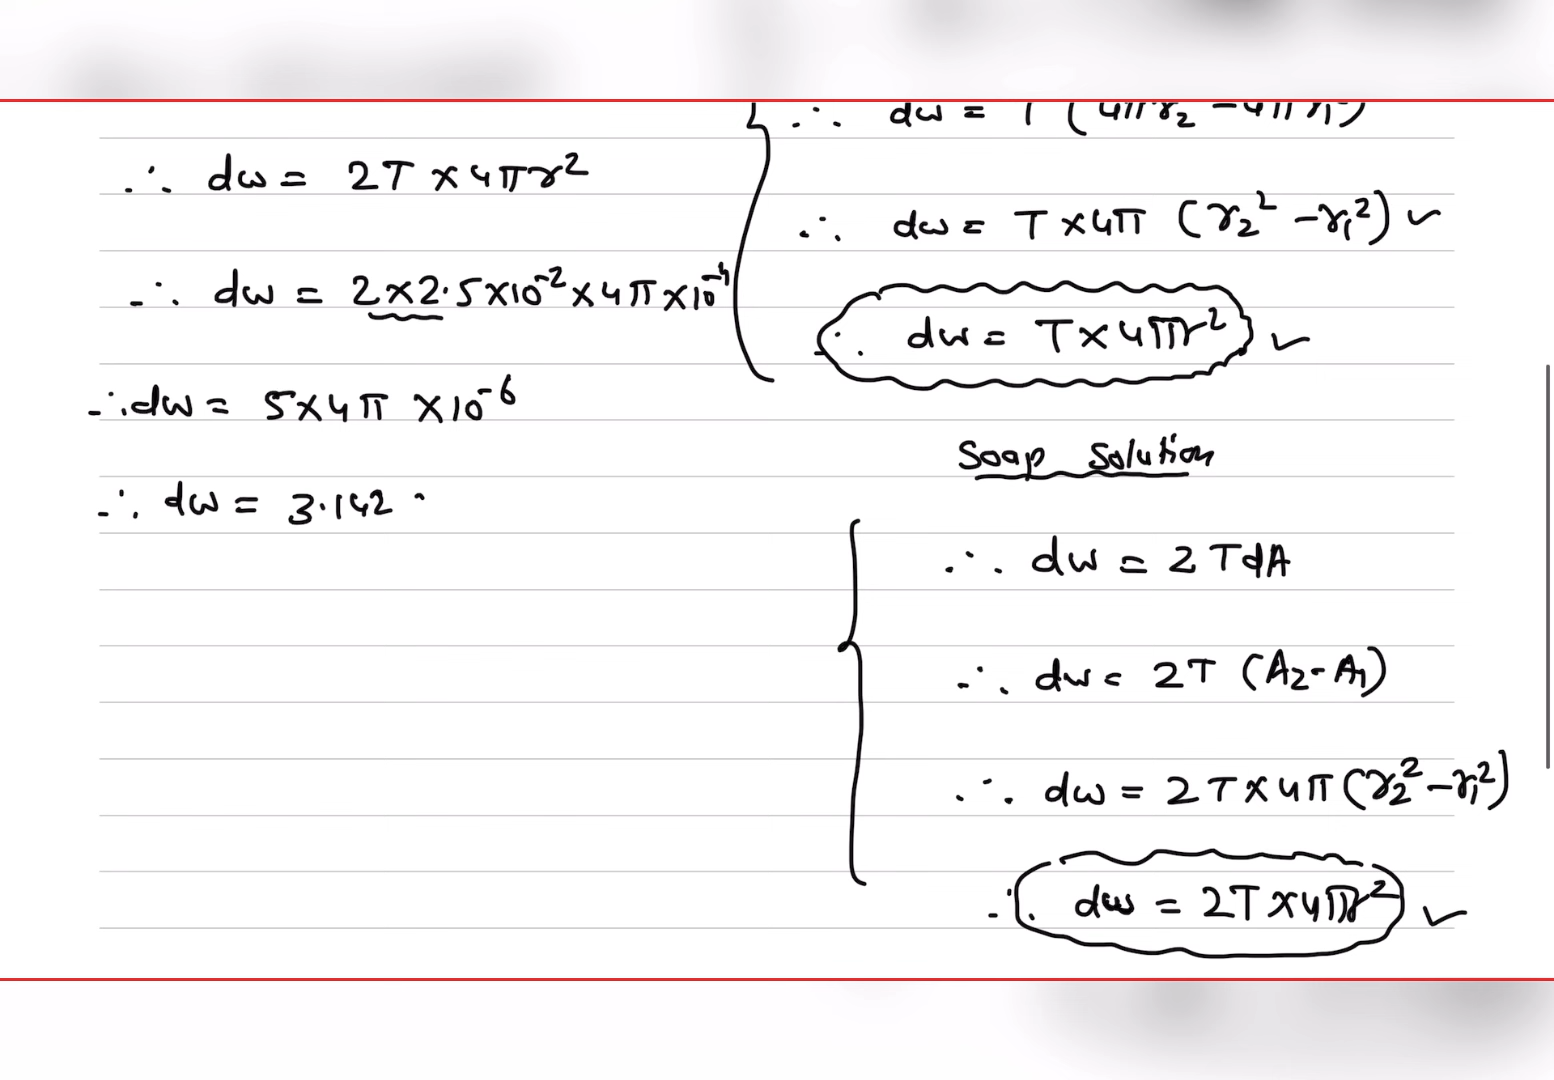 ∴ dw = 2T × 4πr²
∴ dw = 2×2.5×10⁻²×4π×10⁻⁴
∴ dw = 5×4π ×10⁻⁶
∴ dw = 3.142
∴ dw = T (4πr₂² − 4πr₁²)
∴ dw = T × 4π (r₂² − r₁²) ✓
∴ dw = T × 4πr² ✓
Soap Solution
∴ dw = 2 TdA
∴ dw = 2T (A₂ - A₁)
∴ dw = 2T × 4π (r₂² − r₁²)
∴ dw = 2T × 4πr² ✓